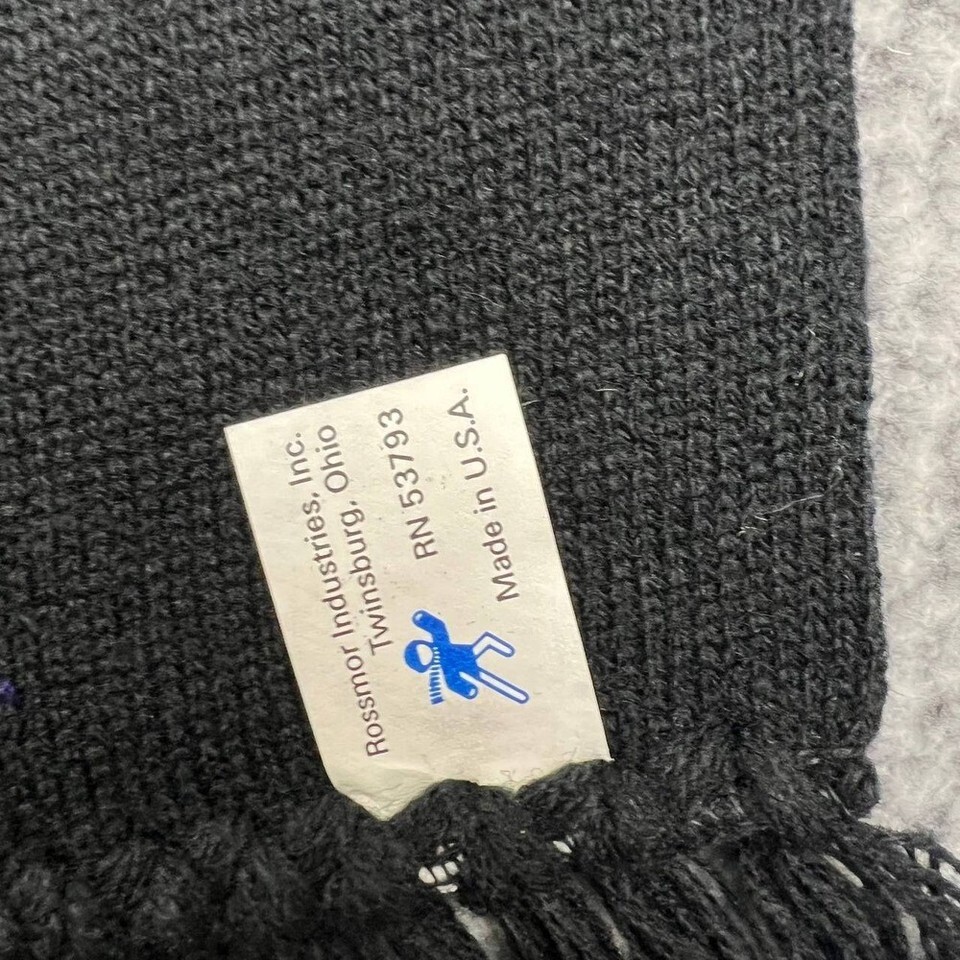 Rossmor Industries, Inc.
Twinsburg, Ohio
RN 53793
Made in U.S.A.